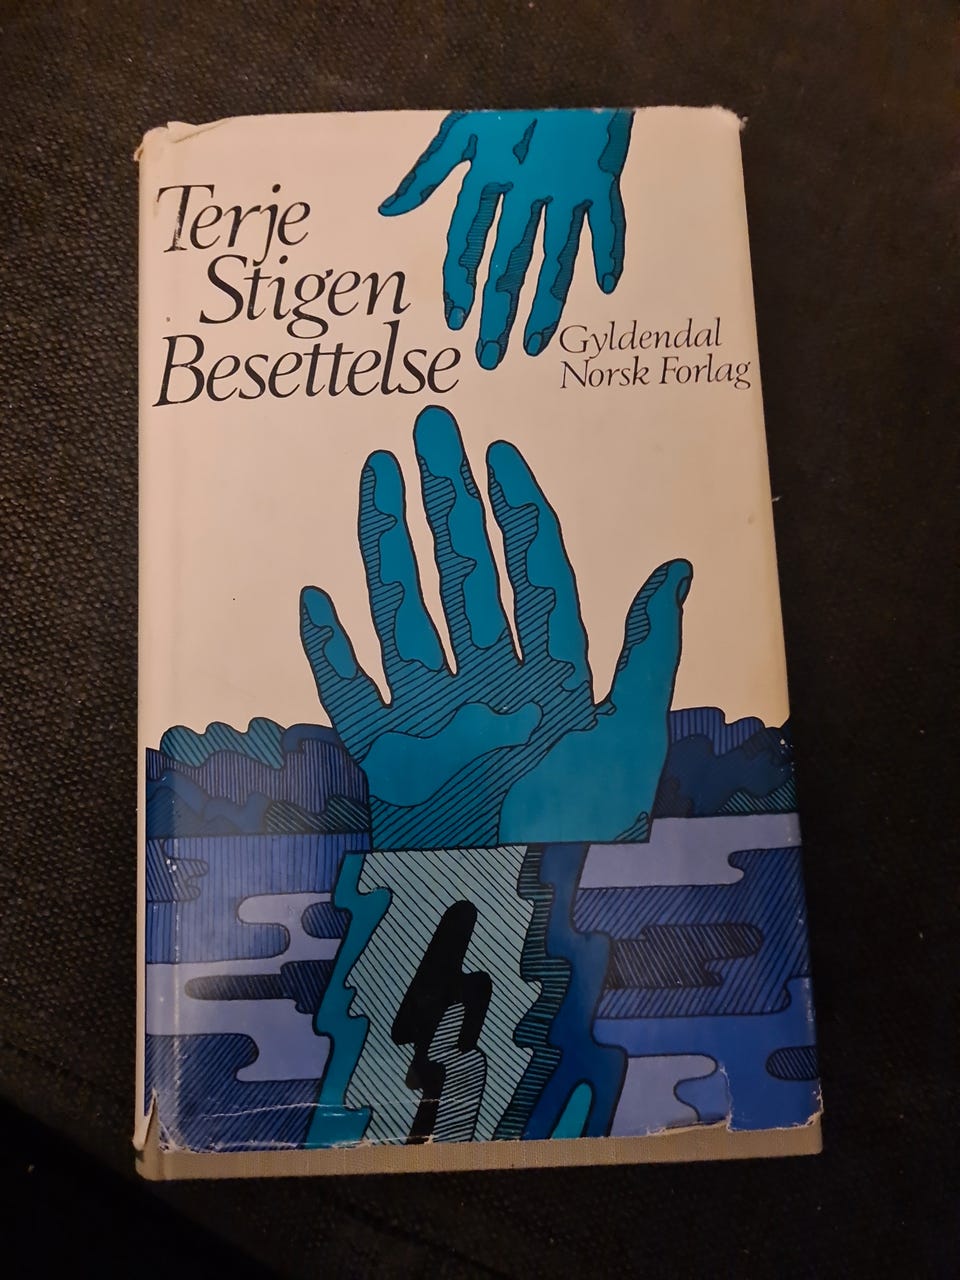 Terje
Stigen
Besettelse
Gyldendal
Norsk Forlag